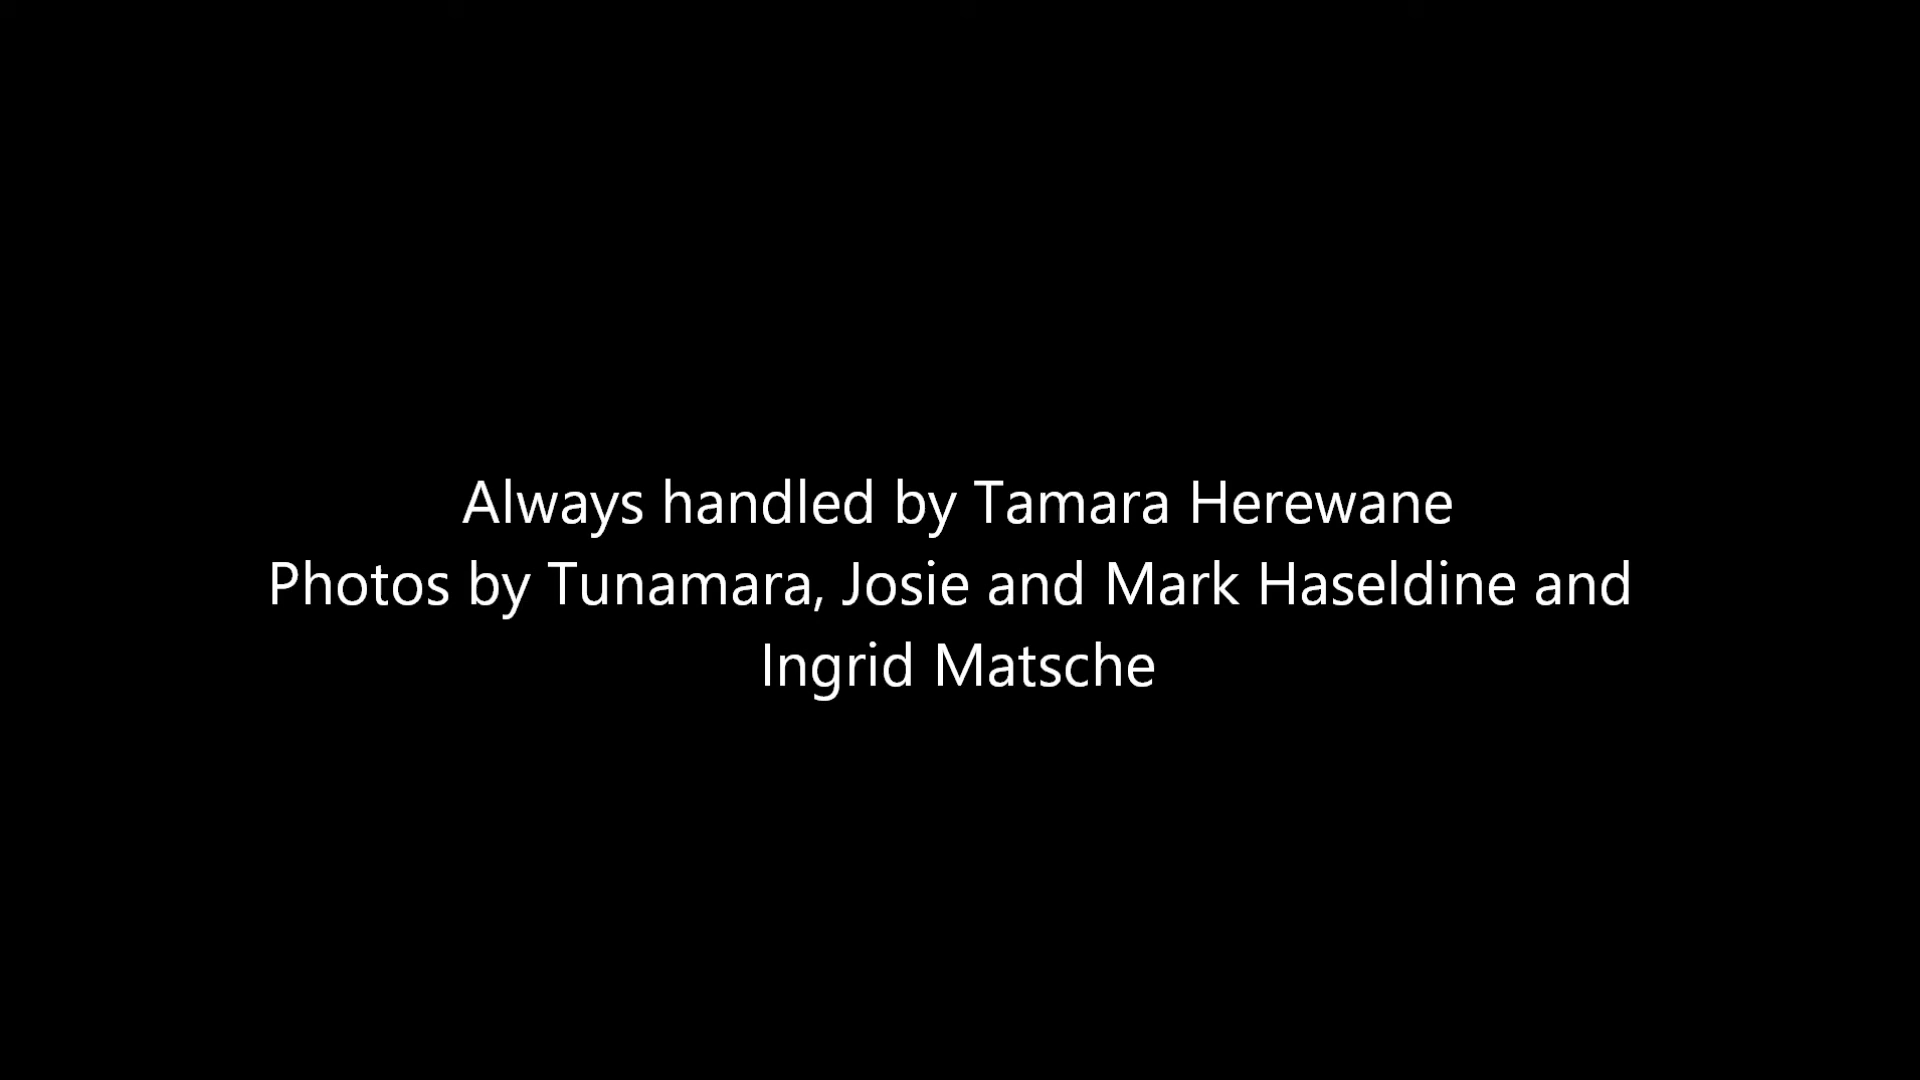 Always handled by Tamara Herewane
Photos by Tunamara, Josie and Mark Haseldine and
Ingrid Matsche